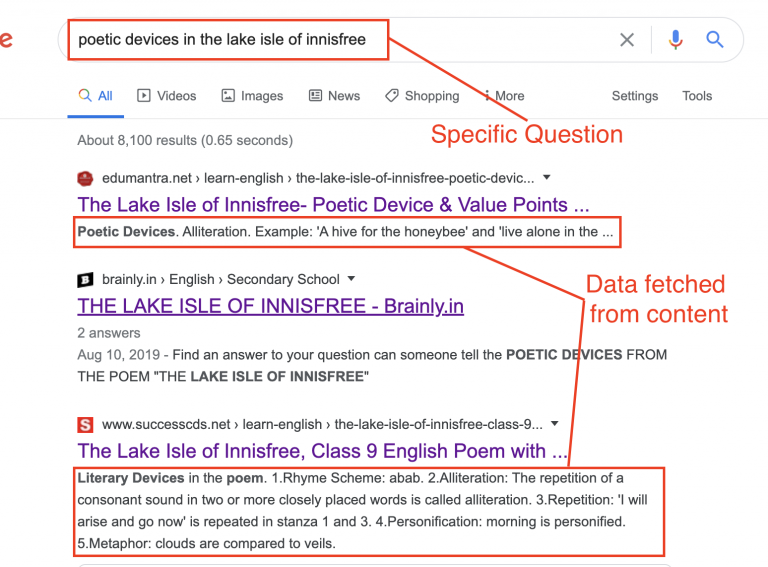 e
poetic devices in the lake isle of innisfree
All Videos Images News Shopping More Settings Tools
About 8,100 results (0.65 seconds)
Specific Question
edumantra.net › learn-english › the-lake-isle-of-innisfree-poetic-devic...
The Lake Isle of Innisfree- Poetic Device & Value Points ...
Poetic Devices. Alliteration. Example: 'A hive for the honeybee' and 'live alone in the ...
brainly.in › English › Secondary School
THE LAKE ISLE OF INNISFREE - Brainly.in
2 answers
Aug 10, 2019 - Find an answer to your question can someone tell the POETIC DEVICES FROM
THE POEM "THE LAKE ISLE OF INNISFREE"
Data fetched
from content
S www.successcds.net › learn-english › the-lake-isle-of-innisfree-class-9...
The Lake Isle of Innisfree, Class 9 English Poem with ...
Literary Devices in the poem. 1.Rhyme Scheme: abab. 2.Alliteration: The repetition of a
consonant sound in two or more closely placed words is called alliteration. 3.Repetition: 'I will
arise and go now' is repeated in stanza 1 and 3. 4.Personification: morning is personified.
5.Metaphor: clouds are compared to veils.